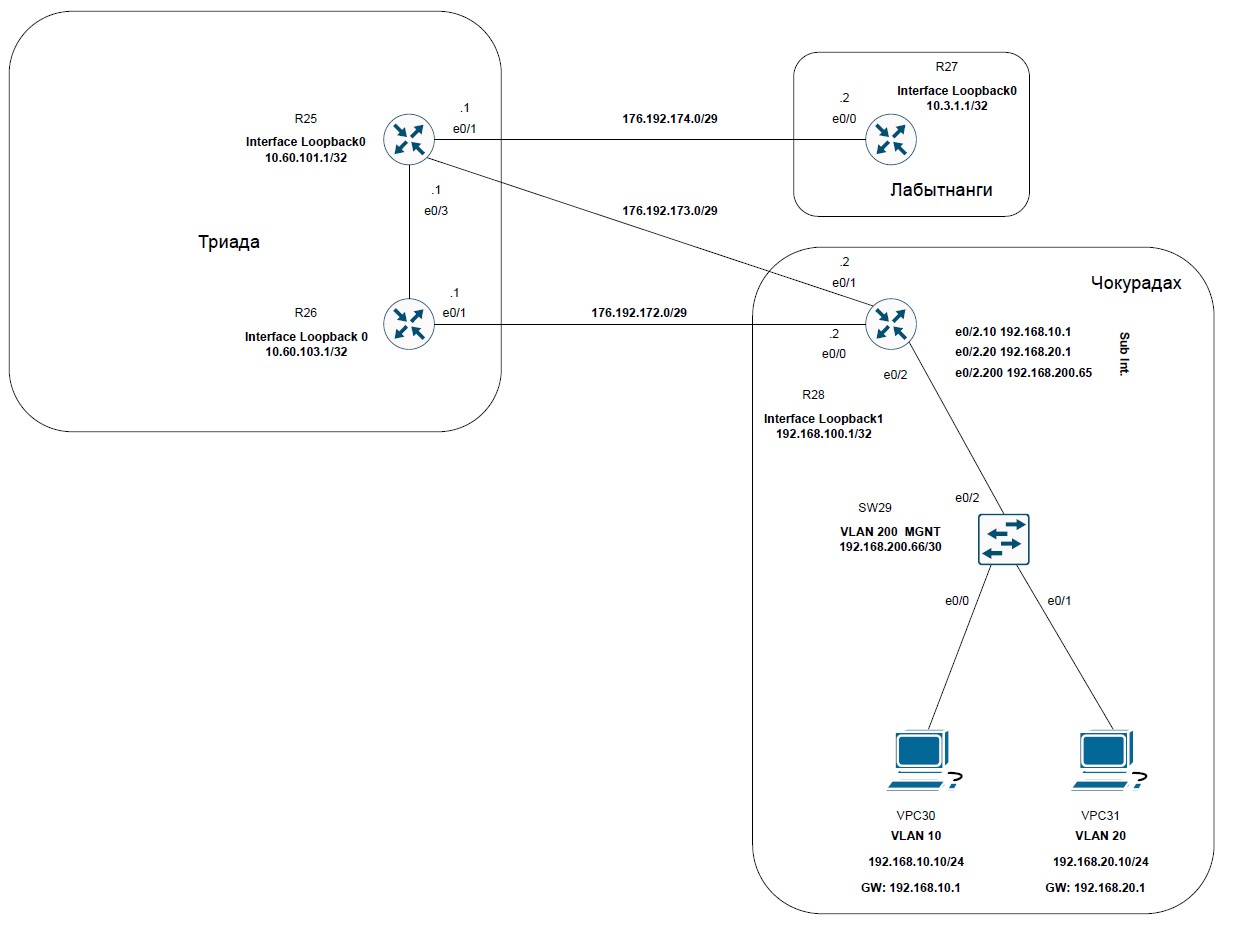 R25
Interface Loopback0
10.60.101.1/32
.1
e0/1
176.192.174.0/29
.2
e0/0
R27
Interface Loopback0
10.3.1.1/32
Лабытнанги
.1
e0/3
176.192.173.0/29
Триада
R26
Interface Loopback 0
10.60.103.1/32
.1
e0/1
176.192.172.0/29
.2
e0/1
Чокурадах
.2
e0/0
e0/2
e0/2.10 192.168.10.1
e0/2.20 192.168.20.1
e0/2.200 192.168.200.65
Sub Int.
R28
Interface Loopback1
192.168.100.1/32
e0/2
SW29
VLAN 200 MGNT
192.168.200.66/30
e0/0
e0/1
VPC30
VLAN 10
192.168.10.10/24
GW: 192.168.10.1
VPC31
VLAN 20
192.168.20.10/24
GW: 192.168.20.1